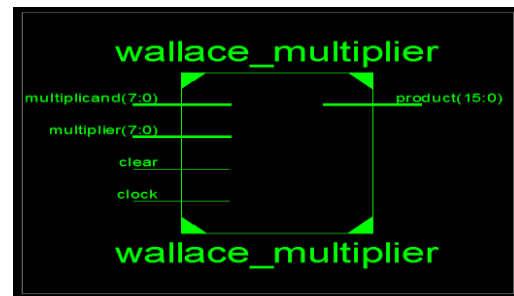 wallace_multiplier
multiplicand(7:0)
product(15:0)
multiplier(7:0)
clear
clock
wallace_multiplier